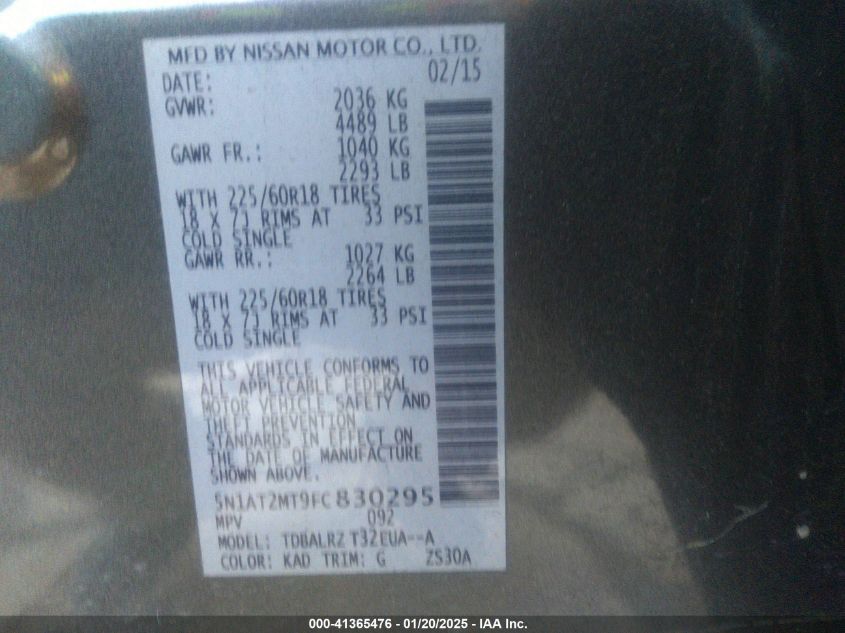 MFD BY NISSAN MOTOR CO., LTD.
DATE: 02/15
GVWR: 2036 KG
4489 LB
GAWR FR.: 1040 KG
2293 LB
WITH 225/60R18 TIRES
18 X 7J RIMS AT 33 PSI
COLD SINGLE
GAWR RR.: 1027 KG
2264 LB
WITH 225/60R18 TIRES
18 X 7J RIMS AT 33 PSI
COLD SINGLE
THIS VEHICLE CONFORMS TO
ALL APPLICABLE FEDERAL
MOTOR VEHICLE SAFETY AND
THEFT PREVENTION
STANDARDS IN EFFECT ON
THE DATE OF MANUFACTURE
SHOWN ABOVE.
5N1AT2MT9FC830295
MPV 092
MODEL: TDBALRZ T32EUA--A
COLOR: KAD TRIM: G ZS30A
000-41365476 - 01/20/2025 - IAA Inc.